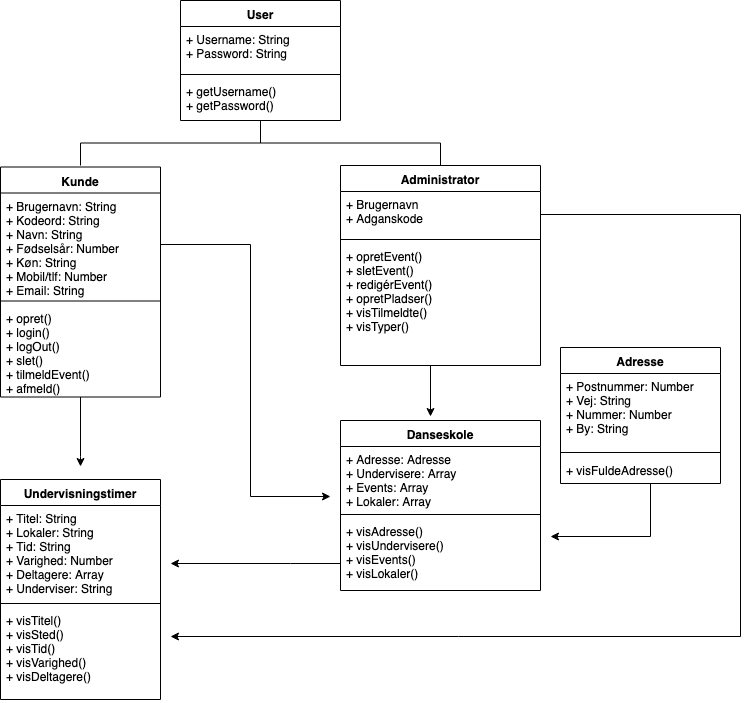 User
+ Username: String
+ Password: String
+ getUsername()
+ getPassword()
Kunde
+ Brugernavn: String
+ Kodeord: String
+ Navn: String
+ Fødselsår: Number
+ Køn: String
+ Mobil/tlf: Number
+ Email: String
+ opret()
+ login()
+ logOut()
+ slet()
+ tilmeldEvent()
+ afmeld()
Administrator
+ Brugernavn
+ Adganskode
+ opretEvent()
+ sletEvent()
+ redigérEvent()
+ opretPladser()
+ visTilmeldte()
+ visTyper()
Adresse
+ Postnummer: Number
+ Vej: String
+ Nummer: Number
+ By: String
+ visFuldeAdresse()
Danseskole
+ Adresse: Adresse
+ Undervisere: Array
+ Events: Array
+ Lokaler: Array
+ visAdresse()
+ visUndervisere()
+ visEvents()
+ visLokaler()
Undervisningstimer
+ Titel: String
+ Lokaler: String
+ Tid: String
+ Varighed: Number
+ Deltagere: Array
+ Underviser: String
+ visTitel()
+ visSted()
+ visTid()
+ visVarighed()
+ visDeltagere()